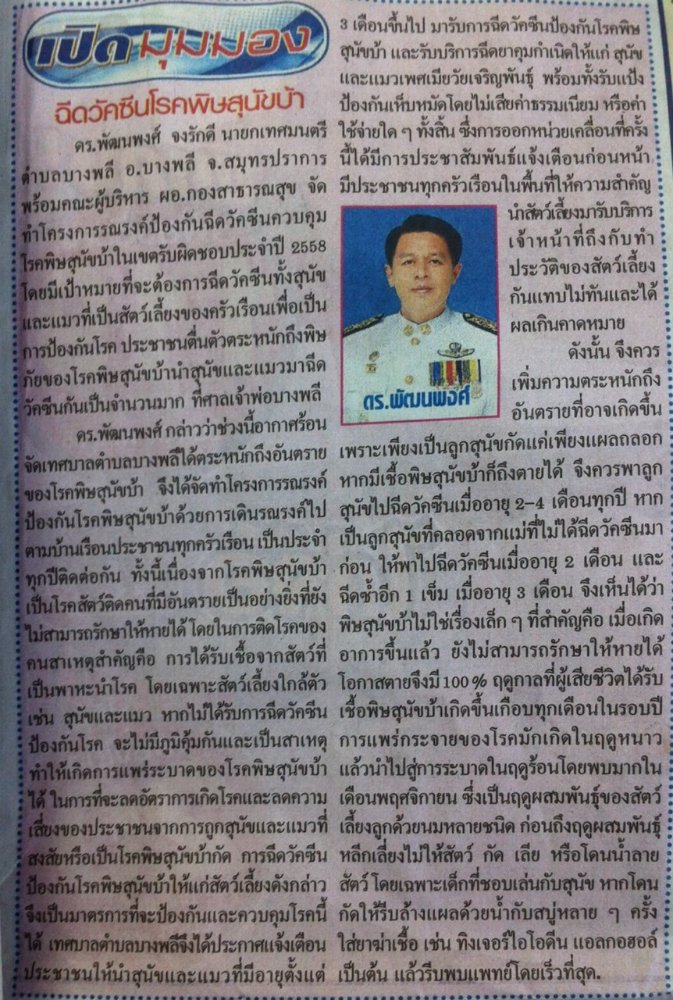 เปิดมุมมอง
ฉีดวัคซีนโรคพิษสุนัขบ้า
ดร.พัฒนพงศ์ จงรักดี นายกเทศมนตรี
ตำบลบางพลี อ.บางพลี จ.สมุทรปราการ
พร้อมคณะผู้บริหาร ผอ.กองสาธารณสุข จัด
ทำโครงการรณรงค์ป้องกันฉีดวัคซีนควบคุม
โรคพิษสุนัขบ้าในเขตรับผิดชอบประจำปี 2558
โดยมีเป้าหมายที่จะต้องการฉีดวัคซีนทั้งสุนัข
และแมวที่เป็นสัตว์เลี้ยงของครัวเรือนเพื่อเป็น
การป้องกันโรค ประชาชนตื่นตัวตระหนักถึงพิษ
ภัยของโรคพิษสุนัขบ้านำสุนัขและแมวมาฉีด
วัคซีนกันเป็นจำนวนมาก ที่ศาลเจ้าพ่อบางพลี
ดร.พัฒนพงศ์ กล่าวว่าช่วงนี้อากาศร้อน
จัดเทศบาลตำบลบางพลีได้ตระหนักถึงอันตราย
ของโรคพิษสุนัขบ้า จึงได้จัดทำโครงการรณรงค์
ป้องกันโรคพิษสุนัขบ้าด้วยการเดินรณรงค์ไป
ตามบ้านเรือนประชาชนทุกครัวเรือน เป็นประจำ
ทุกปีติดต่อกัน ทั้งนี้เนื่องจากโรคพิษสุนัขบ้า
เป็นโรคสัตว์ติดคนที่มีอันตรายเป็นอย่างยิ่งที่ยัง
ไม่สามารถรักษาให้หายได้ โดยในการติดโรคของ
คนสาเหตุสำคัญคือ การได้รับเชื้อจากสัตว์ที่
เป็นพาหะนำโรค โดยเฉพาะสัตว์เลี้ยงใกล้ตัว
เช่น สุนัขและแมว หากไม่ได้รับการฉีดวัคซีน
ป้องกันโรค จะไม่มีภูมิคุ้มกันและเป็นสาเหตุ
ทำให้เกิดการแพร่ระบาดของโรคพิษสุนัขบ้า
ได้ ในการที่จะลดอัตราการเกิดโรคและลดความ
เสี่ยงของประชาชนจากการถูกสุนัขและแมวที่
สงสัยหรือเป็นโรคพิษสุนัขบ้ากัด การฉีดวัคซีน
ป้องกันโรคพิษสุนัขบ้าให้แก่สัตว์เลี้ยงดังกล่าว
จึงเป็นมาตรการที่จะป้องกันและควบคุมโรคนี้
ได้ เทศบาลตำบลบางพลีจึงได้ประกาศแจ้งเตือน
ประชาชนให้นำสุนัขและแมวที่มีอายุตั้งแต่
3 เดือนขึ้นไป มารับการฉีดวัคซีนป้องกันโรคพิษ
สุนัขบ้า และรับบริการฉีดยาคุมกำเนิดให้แก่ สุนัข
และแมวเพศเมียวัยเจริญพันธุ์ พร้อมทั้งรับแป้ง
ป้องกันเห็บหมัดโดยไม่เสียค่าธรรมเนียม หรือค่า
ใช้จ่ายใด ๆ ทั้งสิ้น ซึ่งการออกหน่วยเคลื่อนที่ครั้ง
นี้ได้มีการประชาสัมพันธ์แจ้งเตือนก่อนหน้า
มีประชาชนทุกครัวเรือนในพื้นที่ให้ความสำคัญ
นำสัตว์เลี้ยงมารับบริการ
เจ้าหน้าที่ถึงกับทำ
ประวัติของสัตว์เลี้ยง
กันแทบไม่ทันและได้
ผลเกินคาดหมาย
ดังนั้น จึงควร
เพิ่มความตระหนักถึง
อันตรายที่อาจเกิดขึ้น
ดร.พัฒนพงศ์
เพราะเพียงเป็นลูกสุนัขกัดแค่เพียงแผลถลอก
หากมีเชื้อพิษสุนัขบ้าก็ถึงตายได้ จึงควรพาลูก
สุนัขไปฉีดวัคซีนเมื่ออายุ 2-4 เดือนทุกปี หาก
เป็นลูกสุนัขที่คลอดจากแม่ที่ไม่ได้ฉีดวัคซีนมา
ก่อน ให้พาไปฉีดวัคซีนเมื่ออายุ 2 เดือน และ
ฉีดซ้ำอีก 1 เข็ม เมื่ออายุ 3 เดือน จึงเห็นได้ว่า
พิษสุนัขบ้าไม่ใช่เรื่องเล็ก ๆ ที่สำคัญคือ เมื่อเกิด
อาการขึ้นแล้ว ยังไม่สามารถรักษาให้หายได้
โอกาสตายจึงมี 100 % ฤดูกาลที่ผู้เสียชีวิตได้รับ
เชื้อพิษสุนัขบ้าเกิดขึ้นเกือบทุกเดือนในรอบปี
การแพร่กระจายของโรคมักเกิดในฤดูหนาว
แล้วนำไปสู่การระบาดในฤดูร้อนโดยพบมากใน
เดือนพฤศจิกายน ซึ่งเป็นฤดูผสมพันธุ์ของสัตว์
เลี้ยงลูกด้วยนมหลายชนิด ก่อนถึงฤดูผสมพันธุ์
หลีกเลี่ยงไม่ให้สัตว์ กัด เลีย หรือโดนน้ำลาย
สัตว์ โดยเฉพาะเด็กที่ชอบเล่นกับสุนัข หากโดน
กัดให้รีบล้างแผลด้วยน้ำกับสบู่หลาย ๆ ครั้ง
ใส่ยาฆ่าเชื้อ เช่น ทิงเจอร์ไอโอดีน แอลกอฮอล์
เป็นต้น แล้วรีบพบแพทย์โดยเร็วที่สุด.